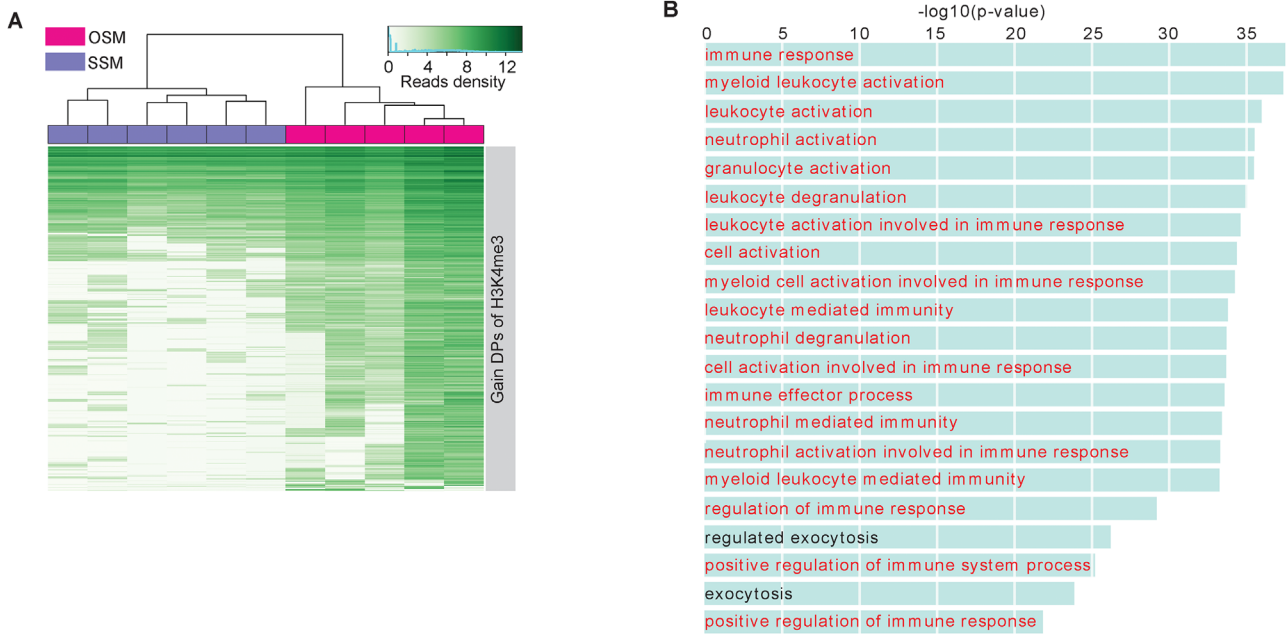 A
OSM
SSM
0 4 8 12
Reads density
Gain DPs of H3K4me3
B
-log10(p-value)
0 5 10 15 20 25 30 35
immune response
myeloid leukocyte activation
leukocyte activation
neutrophil activation
granulocyte activation
leukocyte degranulation
leukocyte activation involved in immune response
cell activation
myeloid cell activation involved in immune response
leukocyte mediated immunity
neutrophil degranulation
cell activation involved in immune response
immune effector process
neutrophil mediated immunity
neutrophil activation involved in immune response
myeloid leukocyte mediated immunity
regulation of immune response
regulated exocytosis
positive regulation of immune system process
exocytosis
positive regulation of immune response